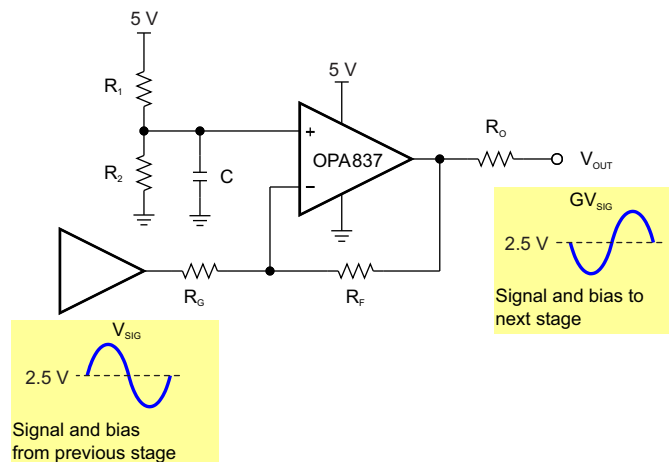 5 V
R1
5 V
+
OPA837
−
R2
C
RO
VOUT
RG
RF
GVSIG
2.5 V
Signal and bias to
next stage
VSIG
2.5 V
Signal and bias
from previous stage